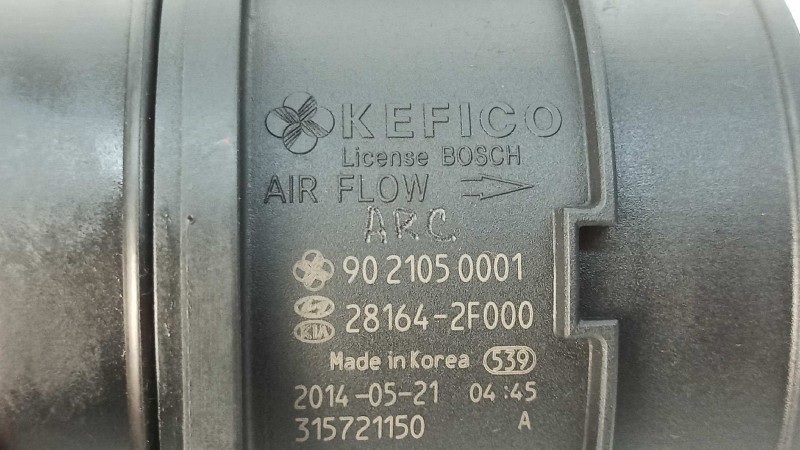 KEFICO
License BOSCH
AIR FLOW
ARC
90 2105 0001
28164-2F000
KIA
Made in Korea 539
2014-05-21 04:45
315721150 A